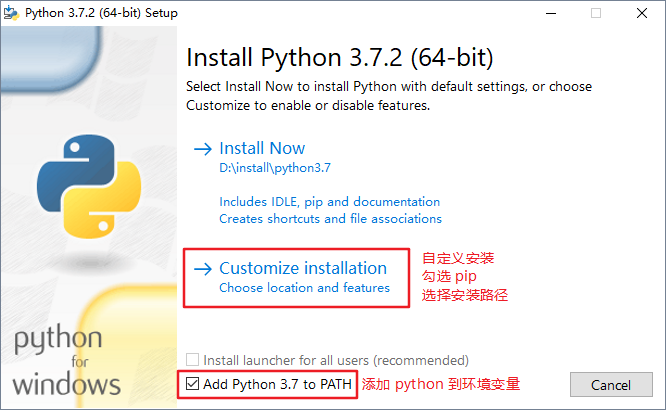 Python 3.7.2 (64-bit) Setup
Install Python 3.7.2 (64-bit)
Select Install Now to install Python with default settings, or choose
Customize to enable or disable features.
Install Now
D:\install\python3.7
Includes IDLE, pip and documentation
Creates shortcuts and file associations
Customize installation
Choose location and features
自定义安装
勾选 pip
选择安装路径
Install launcher for all users (recommended)
Add Python 3.7 to PATH
添加 python 到环境变量
Cancel
python
for
windows